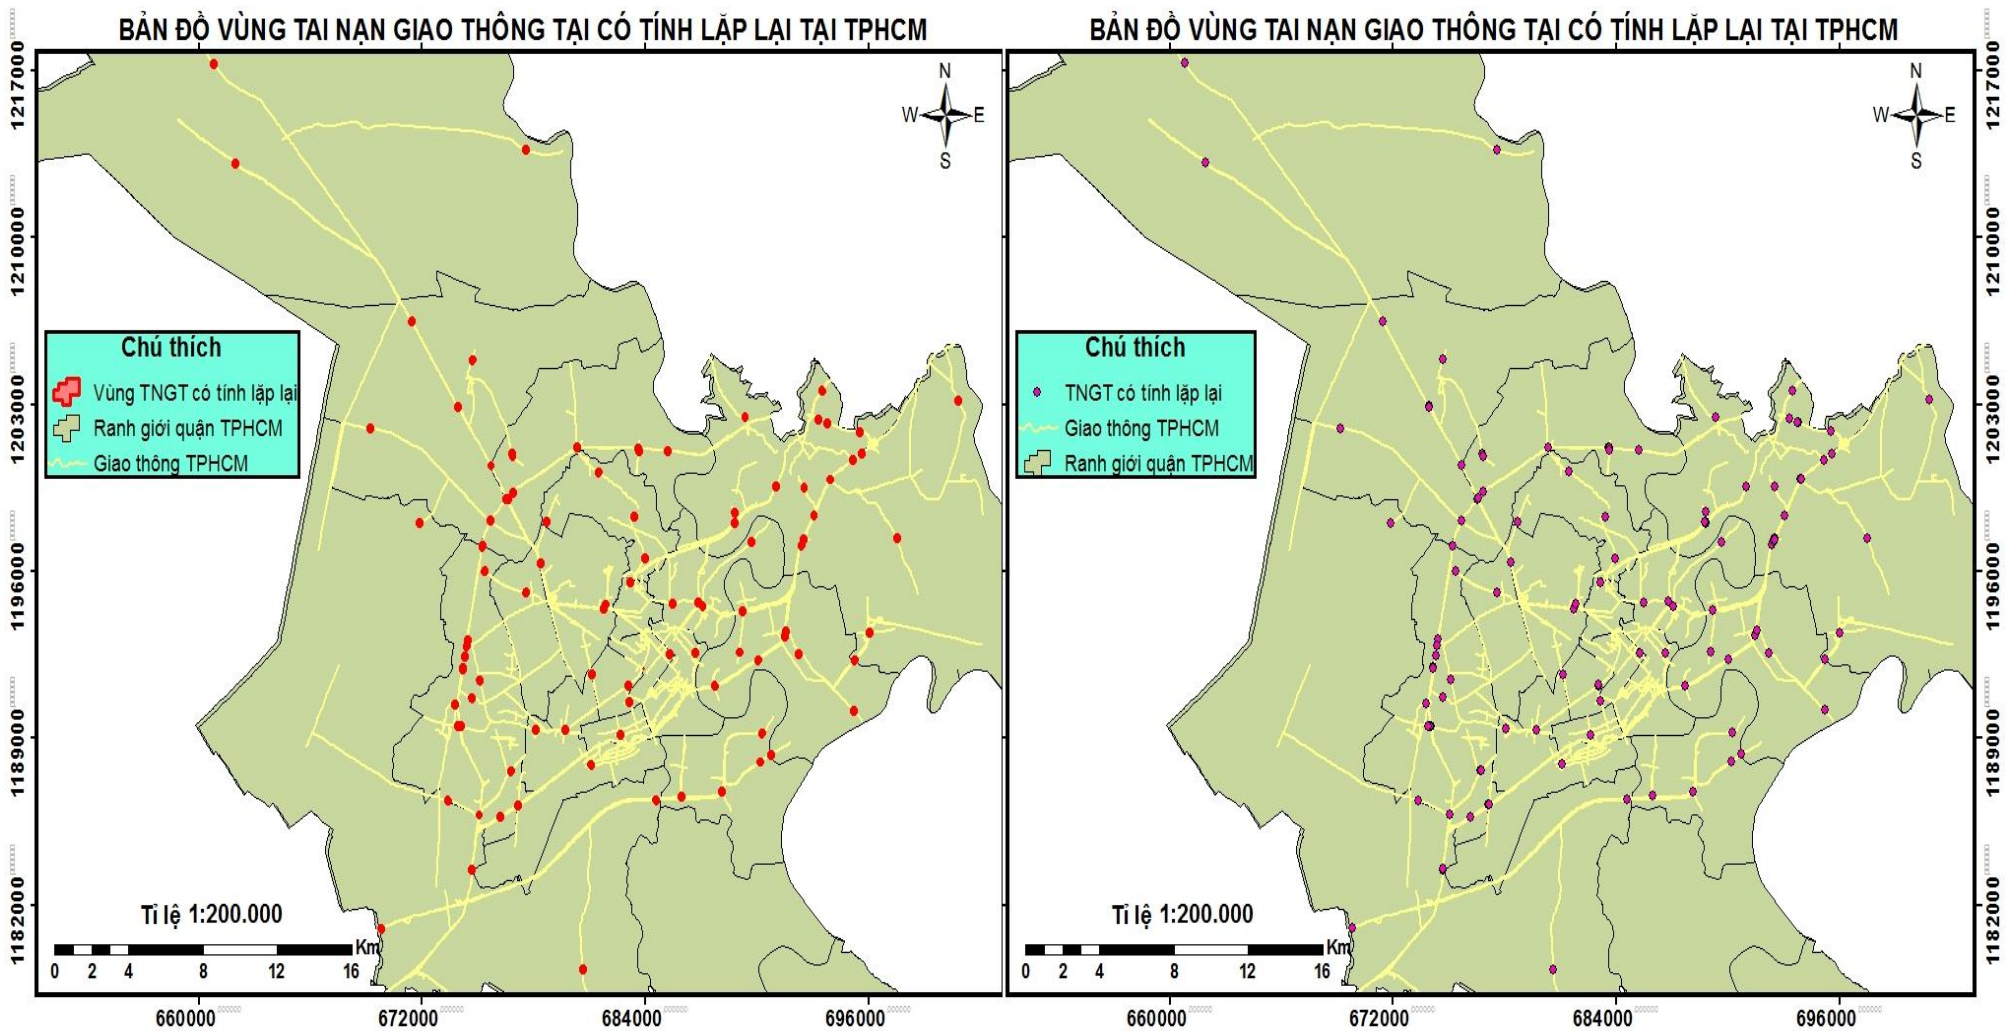 BẢN ĐỒ VÙNG TAI NẠN GIAO THÔNG TẠI CÓ TÍNH LẶP LẠI TẠI TPHCM
N
W E
S
Chú thích
Vùng TNGT có tính lặp lại
Ranh giới quận TPHCM
Giao thông TPHCM
Tỉ lệ 1:200.000
Km
0 2 4 8 12 16
1217000
1210000
1203000
1196000
1189000
1182000
660000 672000 684000 696000
BẢN ĐỒ VÙNG TAI NẠN GIAO THÔNG TẠI CÓ TÍNH LẶP LẠI TẠI TPHCM
N
W E
S
Chú thích
TNGT có tính lặp lại
Giao thông TPHCM
Ranh giới quận TPHCM
Tỉ lệ 1:200.000
Km
0 2 4 8 12 16
1217000
1210000
1203000
1196000
1189000
1182000
660000 672000 684000 696000